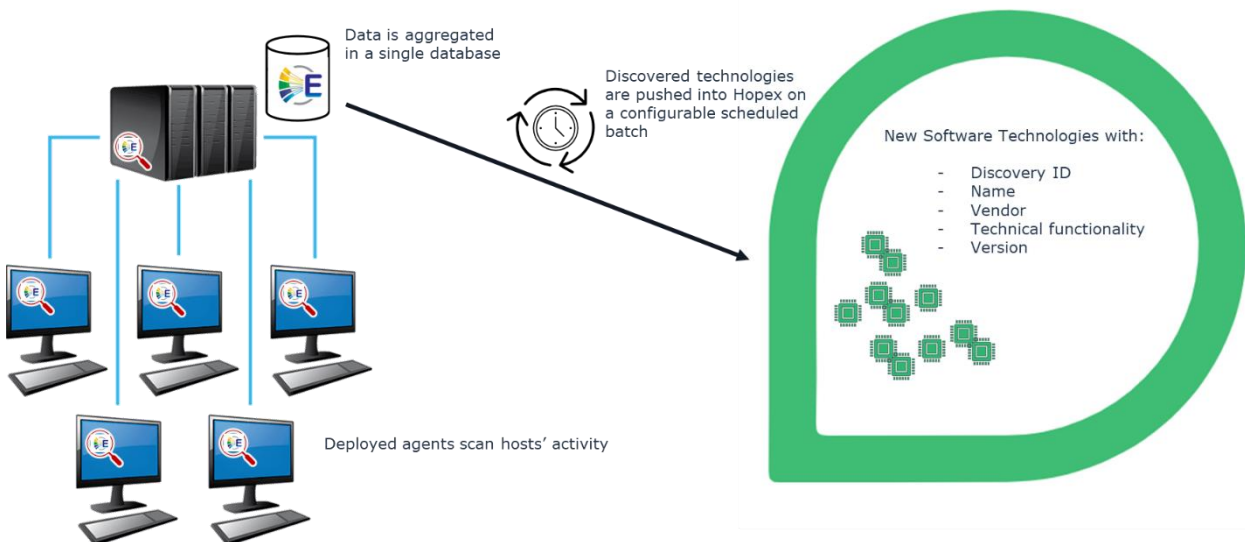 Data is aggregated
in a single database
E
Discovered technologies
are pushed into Hopex on
a configurable scheduled
batch
New Software Technologies with:
- Discovery ID
- Name
- Vendor
- Technical functionality
- Version
E
E
E
E
Deployed agents scan hosts' activity
E
E